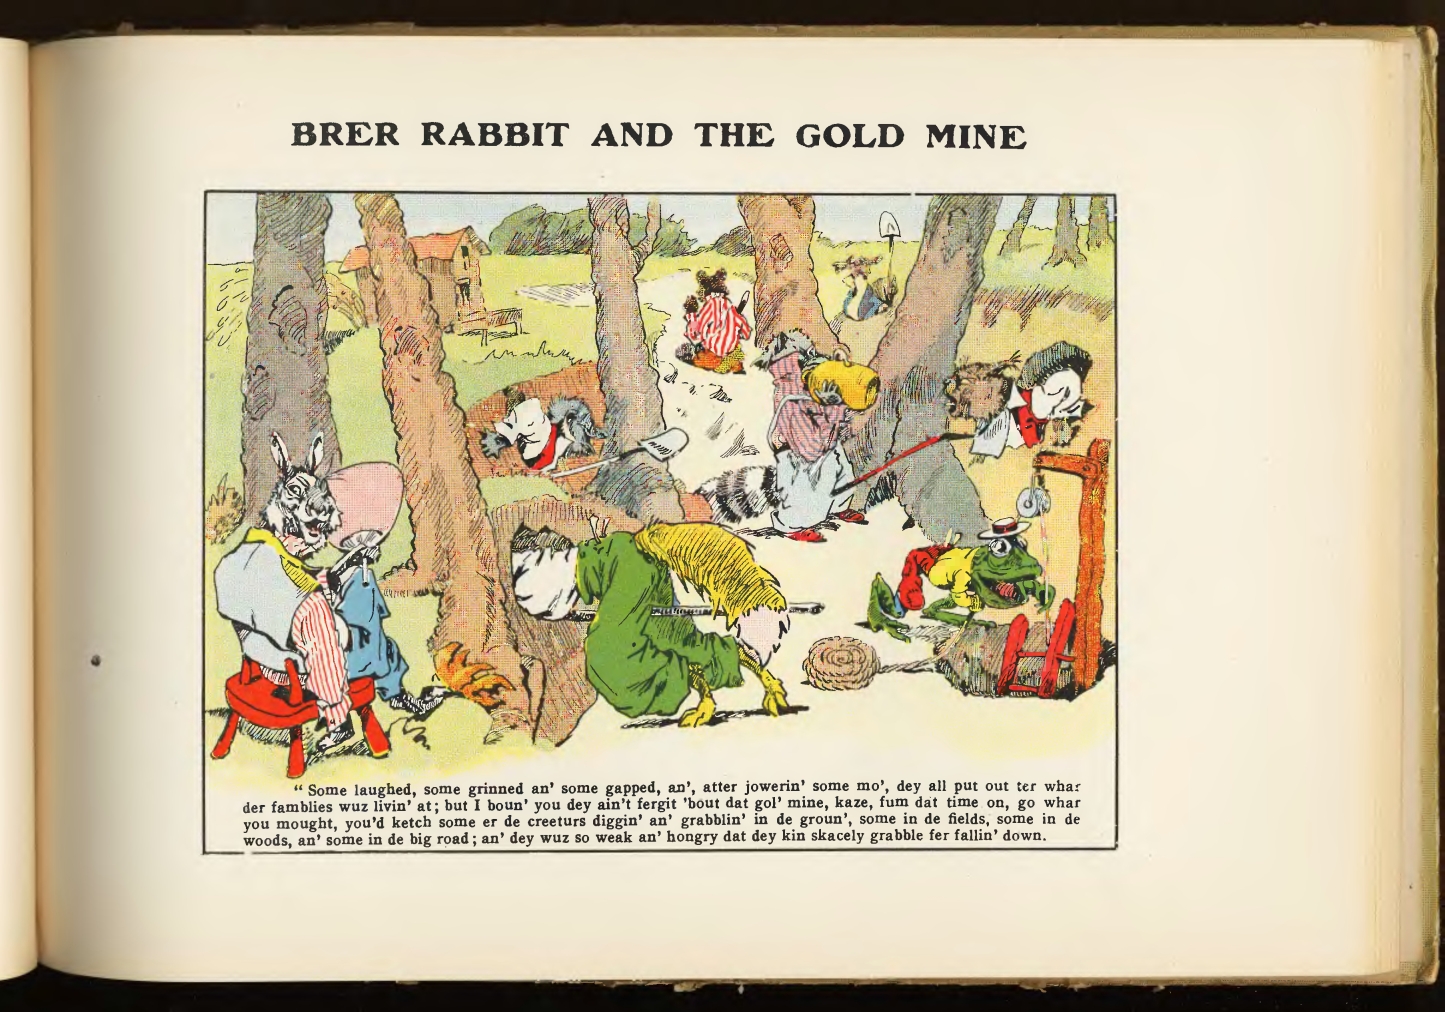 BRER RABBIT AND THE GOLD MINE
“ Some laughed, some grinned an’ some gapped, an’, atter jowerin’ some mo’, dey all put out ter whar
der famblies wuz livin’ at; but I boun’ you dey ain’t fergit ’bout dat gol’ mine, kaze, fum dat time on, go whar
you mought, you’d ketch some er de creeturs diggin’ an’ grabblin’ in de groun’, some in de fields, some in de
woods, an’ some in de big road; an’ dey wuz so weak an’ hongry dat dey kin skacely grabble fer fallin’ down.